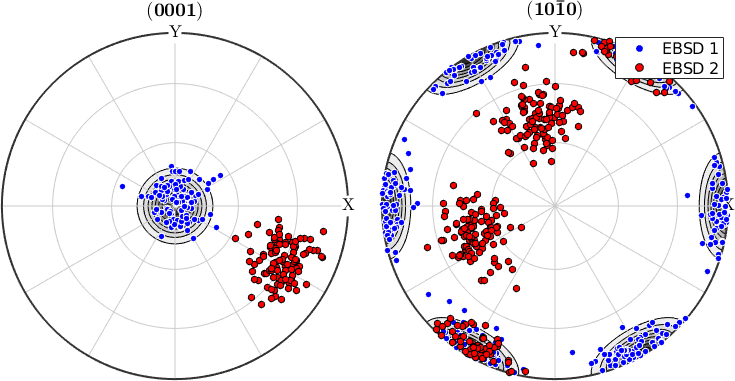 (0001)
(101̄0)
Y
Y
EBSD 1
EBSD 2
X
X